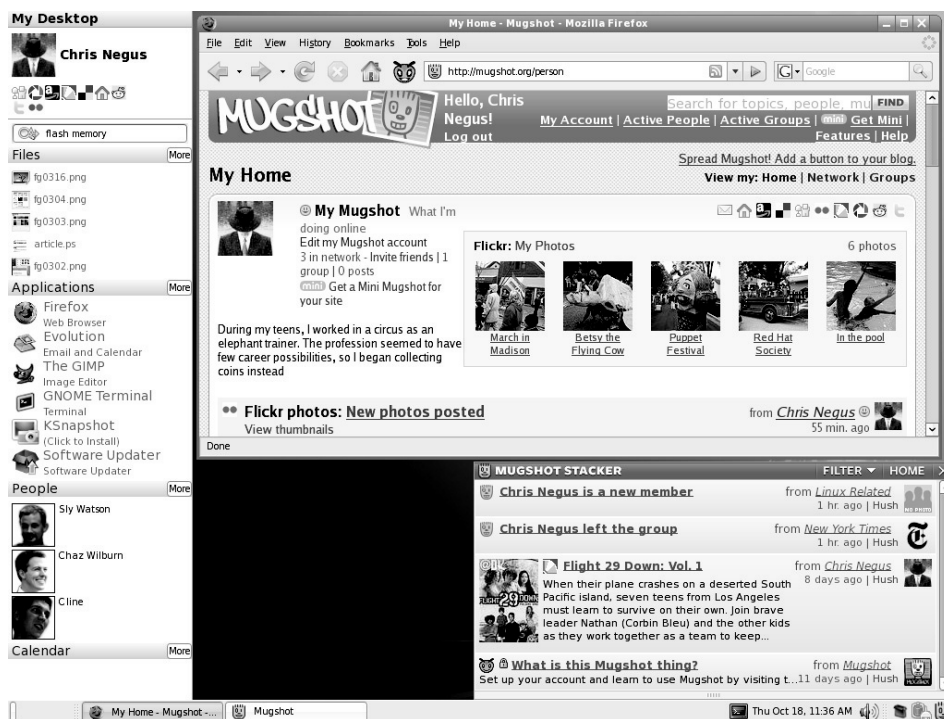 My Desktop
Chris Negus
flash memory
Files More
fg0316.png
fg0304.png
fg0303.png
article.ps
fg0302.png
Applications More
Firefox
Web Browser
Evolution
Email and Calendar
The GIMP
Image Editor
GNOME Terminal
Terminal
KSnapshot
(Click to Install)
Software Updater
Software Updater
People More
Sly Watson
Chaz Wilburn
Cline
Calendar More
My Home - Mugshot - Mozilla Firefox
File Edit View History Bookmarks Tools Help
http://mugshot.org/person
G Google
MUGSHOT
Hello, Chris
Negus!
Log out
Search for topics, people, mu FIND
My Account | Active People | Active Groups | mini Get Mini |
Features | Help
Spread Mugshot! Add a button to your blog.
My Home
View my: Home | Network | Groups
My Mugshot What I'm
doing online
Edit my Mugshot account
3 in network - Invite friends | 1
group | 0 posts
mini Get a Mini Mugshot for
your site
During my teens, I worked in a circus as an
elephant trainer. The profession seemed to have
few career possibilities, so I began collecting
coins instead
Flickr: My Photos 6 photos
March in
Madison
Betsy the
Flying Cow
Puppet
Festival
Red Hat
Society
In the pool
Flickr photos: New photos posted
View thumbnails
from Chris Negus
55 min. ago
Done
MUGSHOT STACKER FILTER HOME X
Chris Negus is a new member
from Linux Related
1 hr. ago | Hush
NO PHOTO
Chris Negus left the group
from New York Times
1 hr. ago | Hush
FLIGHT 29 DOWN
Flight 29 Down: Vol. 1
from Chris Negus
8 days ago | Hush
When their plane crashes on a deserted South
Pacific island, seven teens from Los Angeles
must learn to survive on their own. Join brave
leader Nathan (Corbin Bleu) and the other kids
as they work together as a team to keep...
What is this Mugshot thing?
from Mugshot
Set up your account and learn to use Mugshot by visiting t...11 days ago | Hush
My Home - Mugshot -...
Mugshot
Thu Oct 18, 11:36 AM